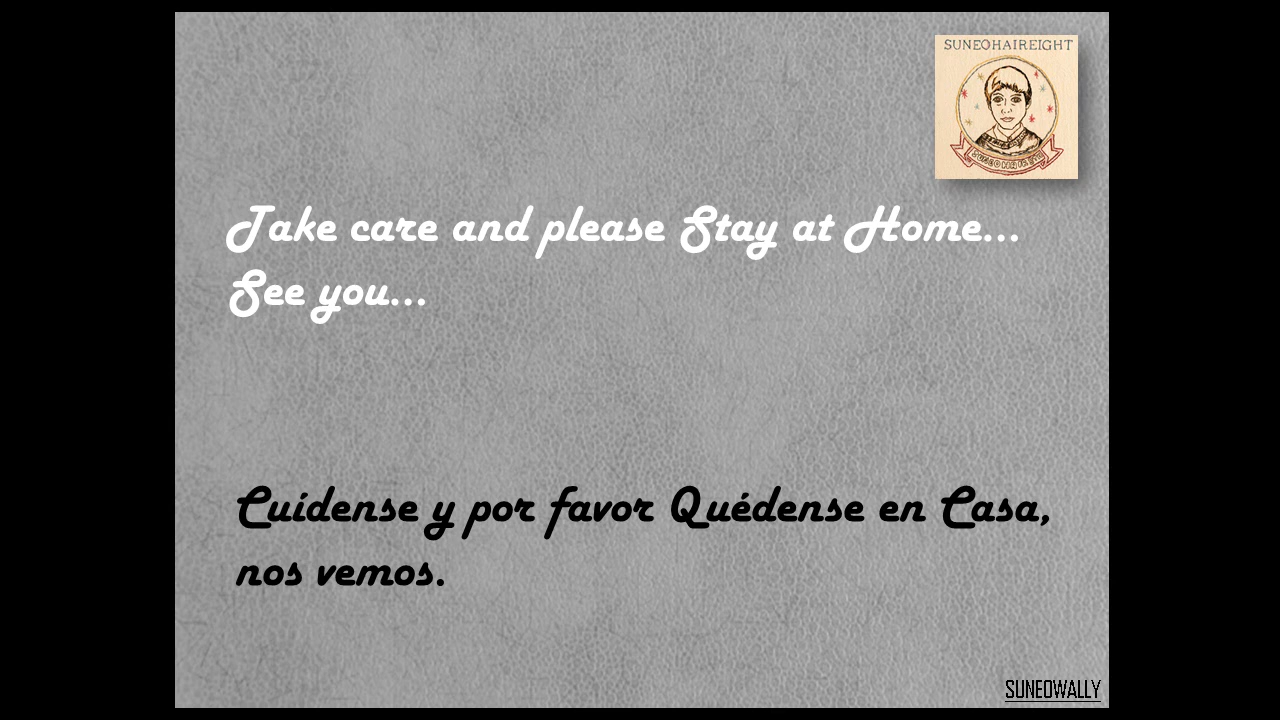 SUNEOHAIREIGHT
Take care and please Stay at Home...
See you...
Cuídense y por favor Quédense en Casa,
nos vemos.
SUNEOWALLY